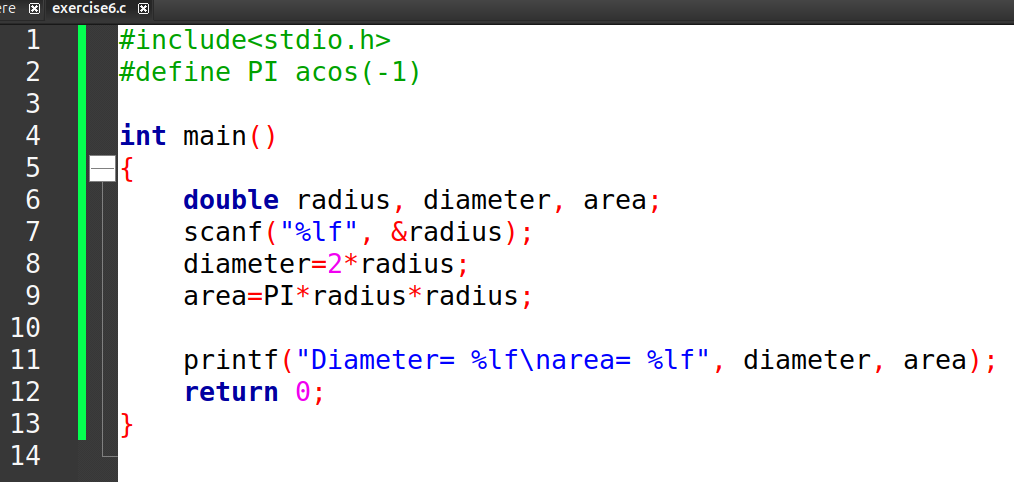 ere exercise6.c
1 #include<stdio.h>
2 #define PI acos(-1)
3
4 int main()
5 {
6 double radius, diameter, area;
7 scanf("%lf", &radius);
8 diameter=2*radius;
9 area=PI*radius*radius;
10
11 printf("Diameter= %lf\narea= %lf", diameter, area);
12 return 0;
13 }
14